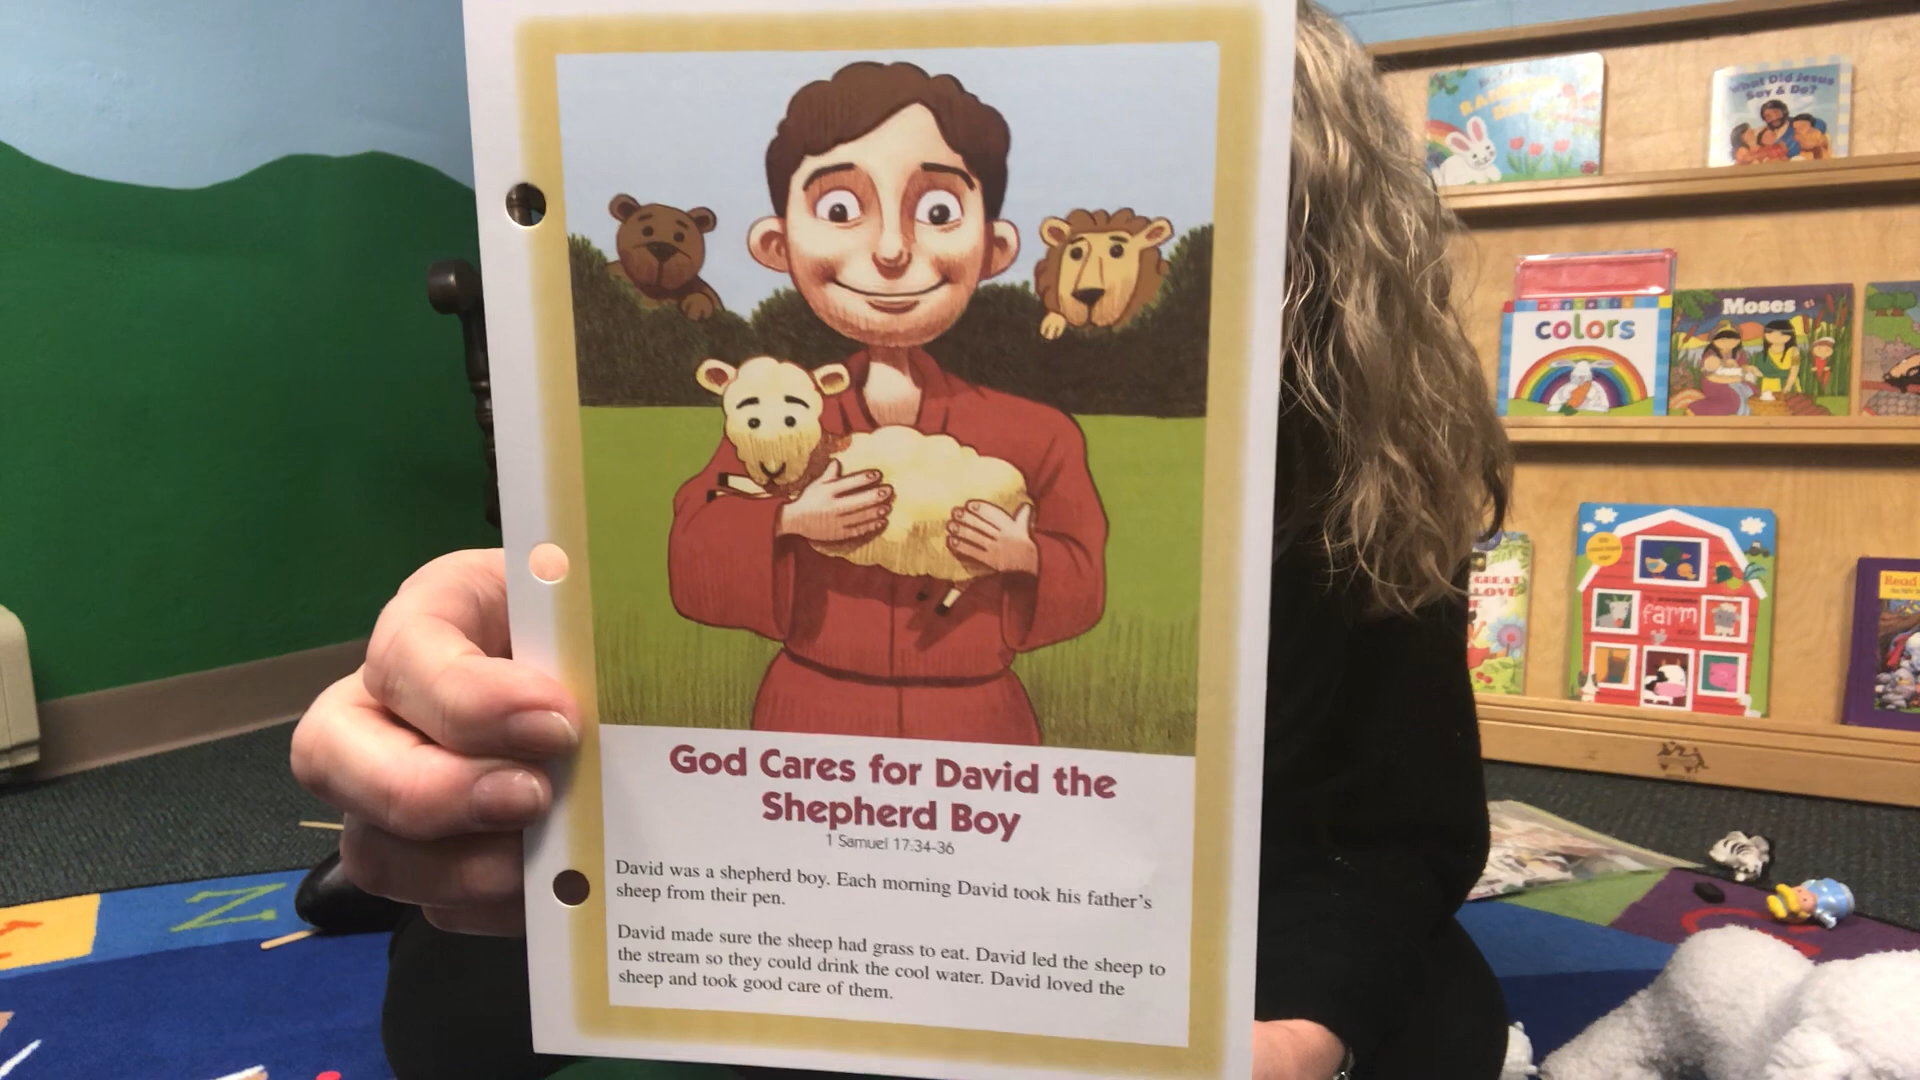 God Cares for David the
Shepherd Boy
1 Samuel 17:34-36
David was a shepherd boy. Each morning David took his father's
sheep from their pen.
David made sure the sheep had grass to eat. David led the sheep to
the stream so they could drink the cool water. David loved the
sheep and took good care of them.
What Did Jesus
Say & Do?
colors
Moses
GREAT
LOVE
farm
Read
Z